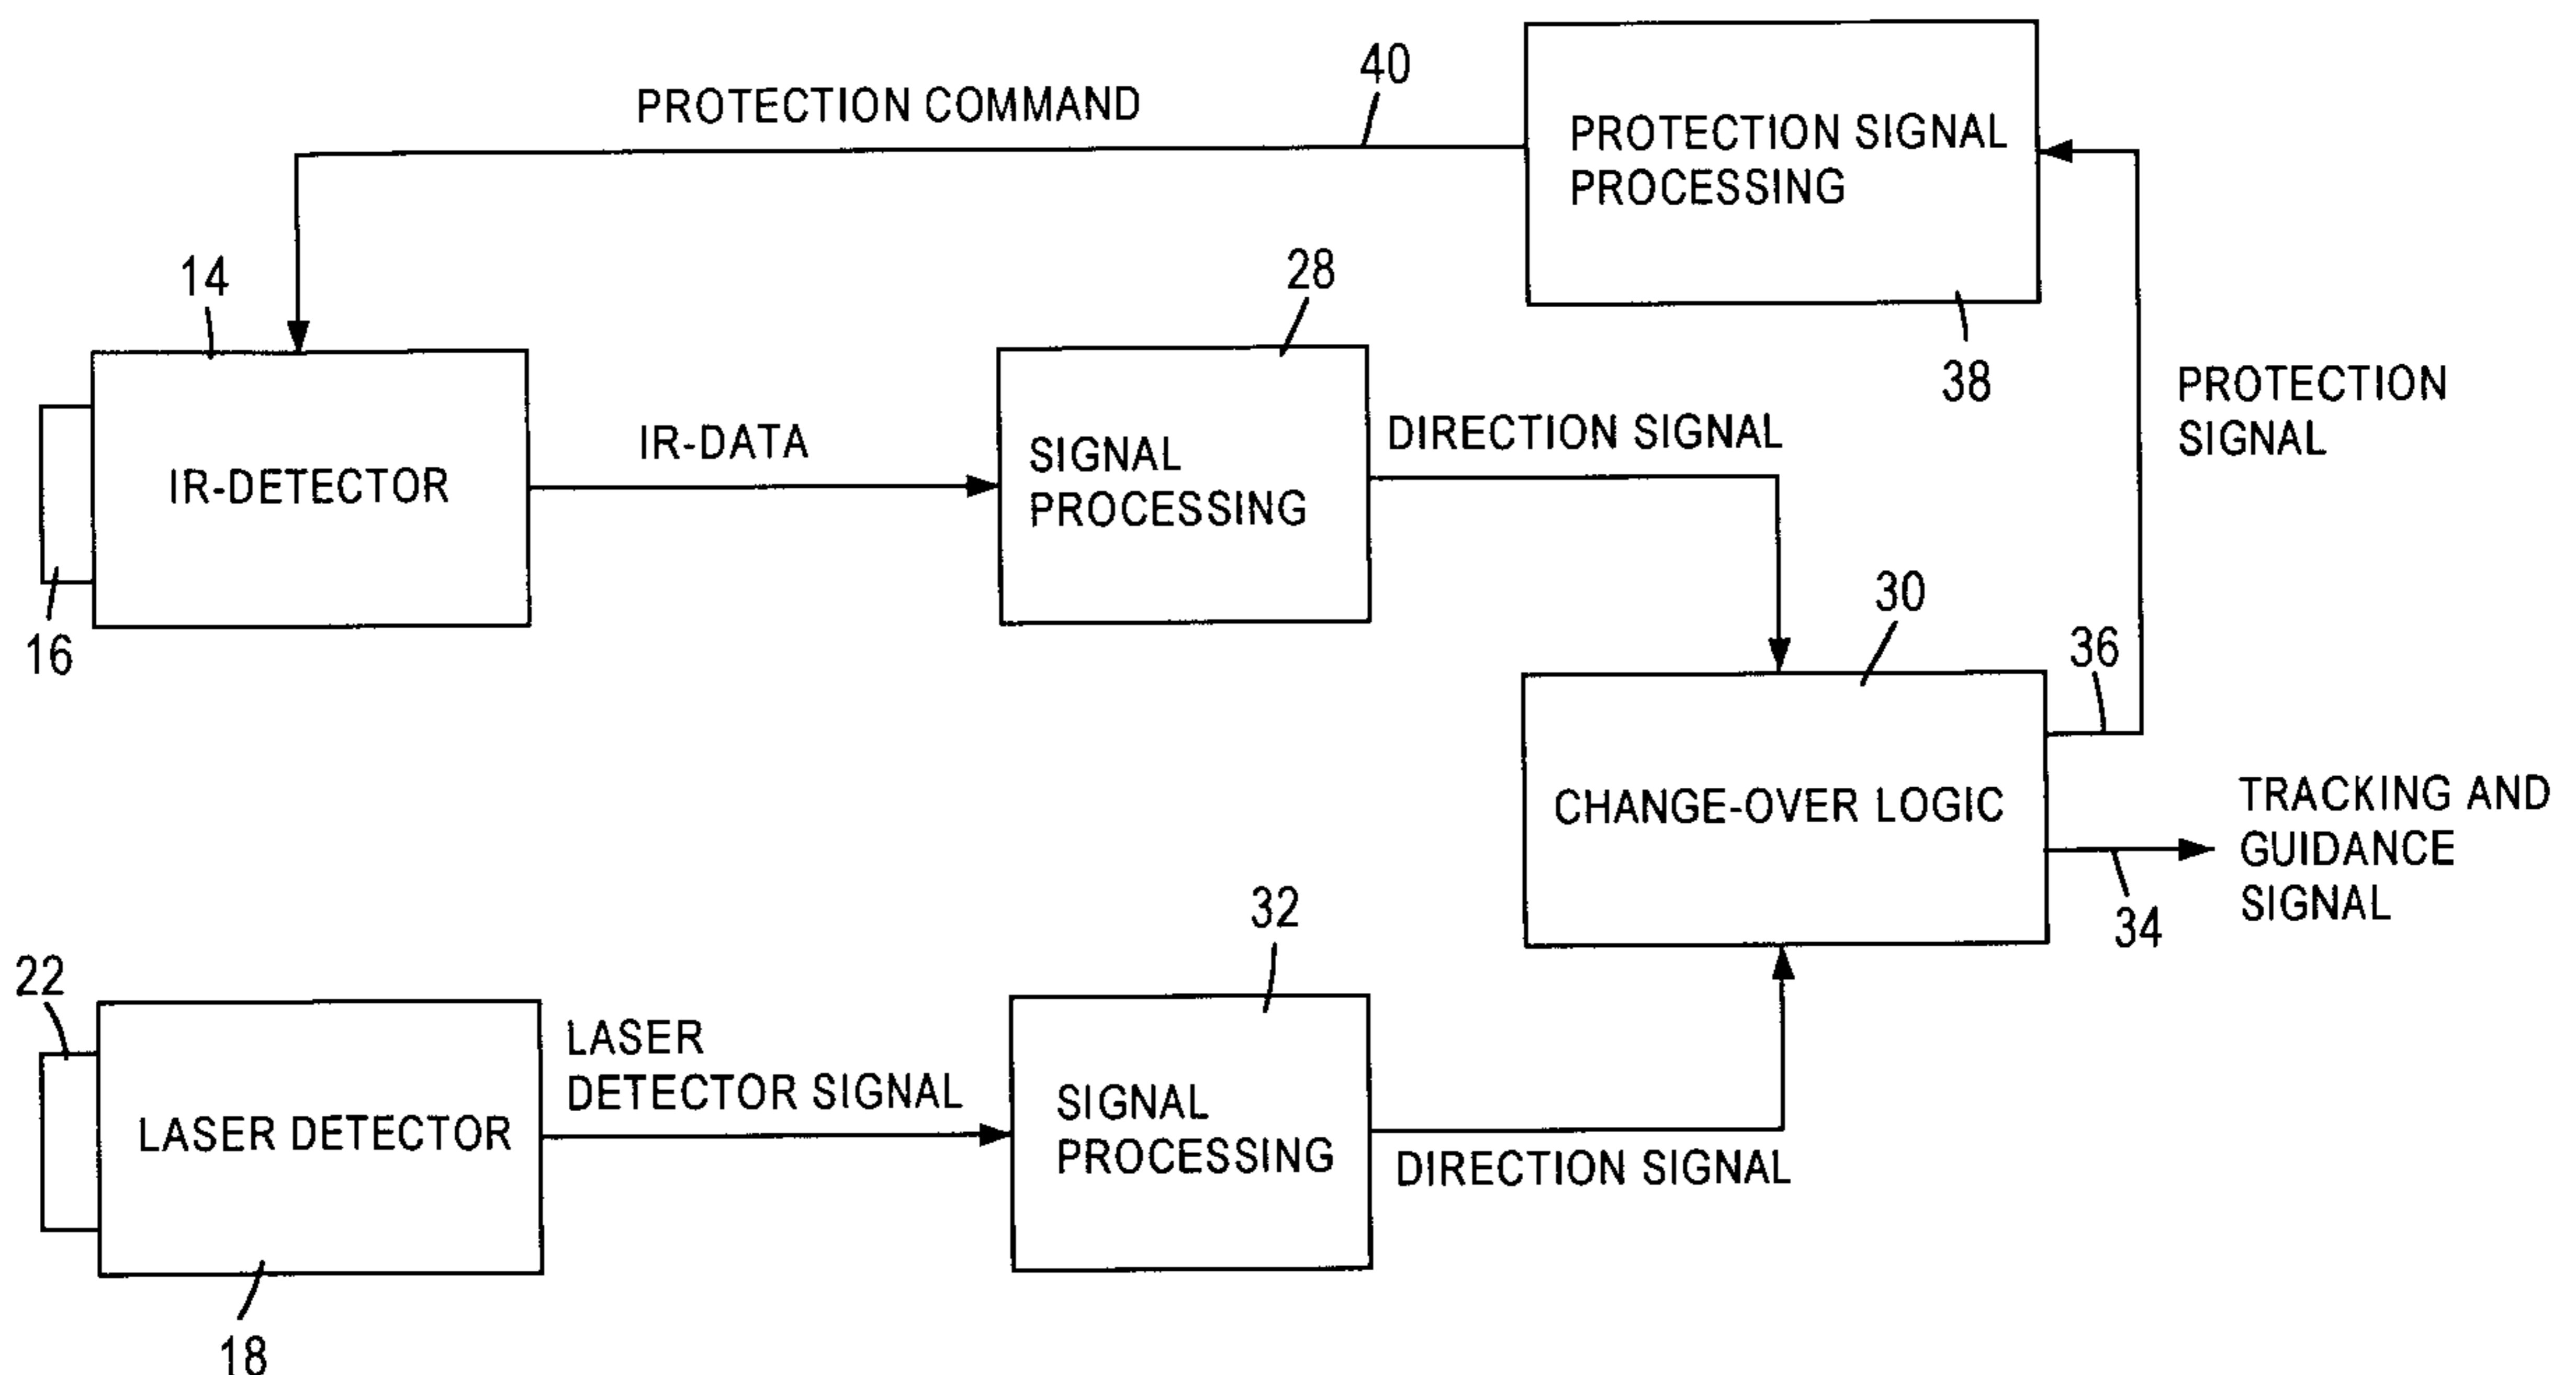 40
PROTECTION COMMAND
PROTECTION SIGNAL
PROCESSING
14
28
38
PROTECTION
SIGNAL
IR-DATA
DIRECTION SIGNAL
IR-DETECTOR
SIGNAL
PROCESSING
16
30
36
CHANGE-OVER LOGIC
TRACKING AND
GUIDANCE
SIGNAL
34
32
22
LASER
DETECTOR SIGNAL
LASER DETECTOR
SIGNAL
PROCESSING
DIRECTION SIGNAL
18